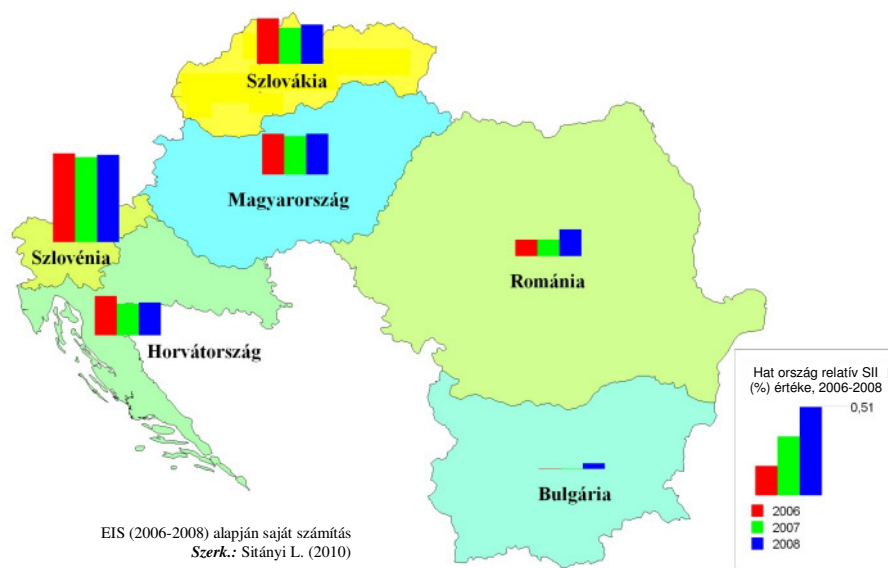 Szlovákia
Magyarország
Szlovénia
Románia
Horvátország
Hat ország relatív SII
(%) értéke, 2006-2008
0,51
Bulgária
2006
2007
2008
EIS (2006-2008) alapján saját számítás
Szerk.: Sitányi L. (2010)